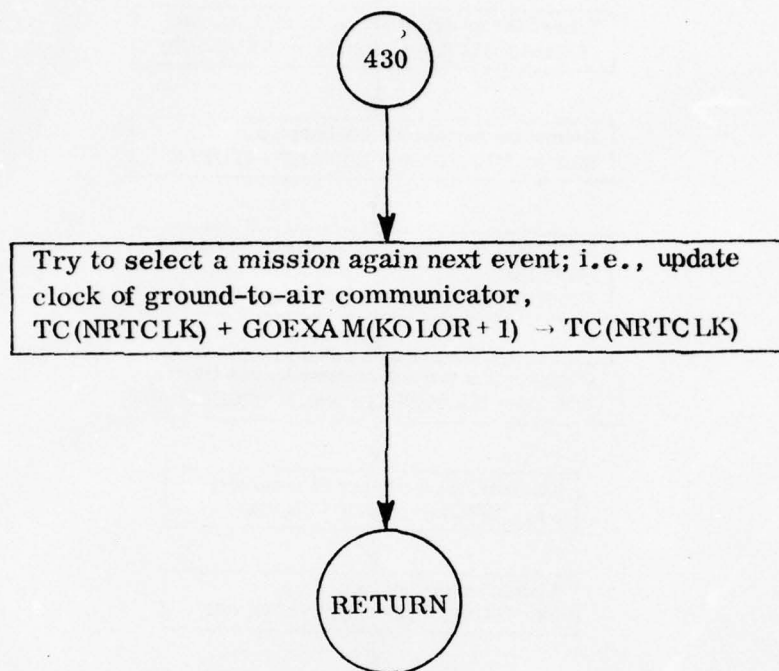 430
Try to select a mission again next event; i.e., update
clock of ground-to-air communicator,
TC(NRTCLK) + GOEXAM(KOLOR + 1) → TC(NRTCLK)
RETURN